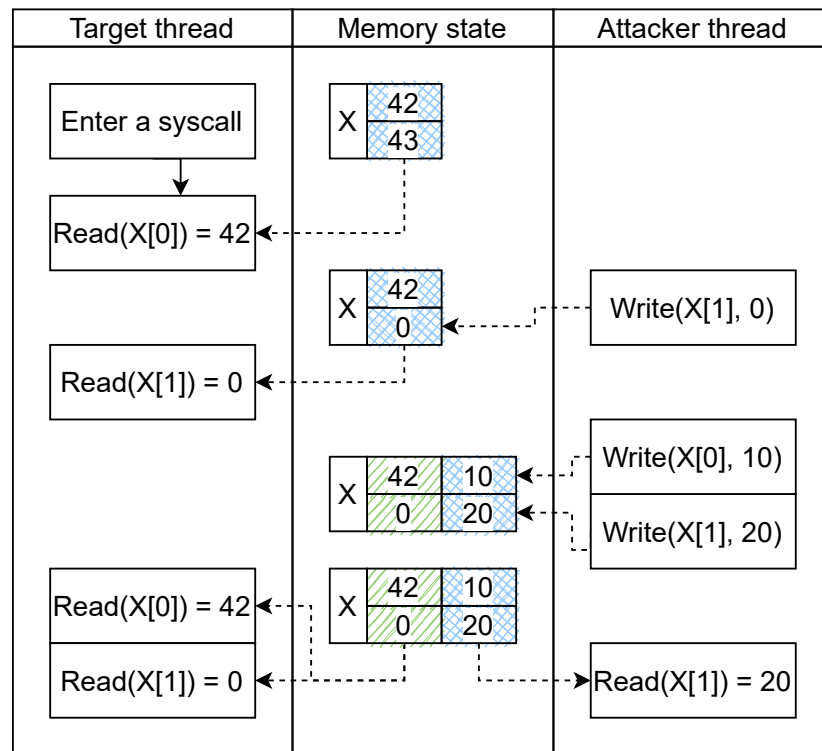 Target thread Memory state Attacker thread
Enter a syscall
X
42
43
Read(X[0]) = 42
X
42
0
Write(X[1], 0)
Read(X[1]) = 0
Write(X[0], 10)
X
42 10
0 20
Write(X[1], 20)
Read(X[0]) = 42
X
42 10
0 20
Read(X[1]) = 0
Read(X[1]) = 20